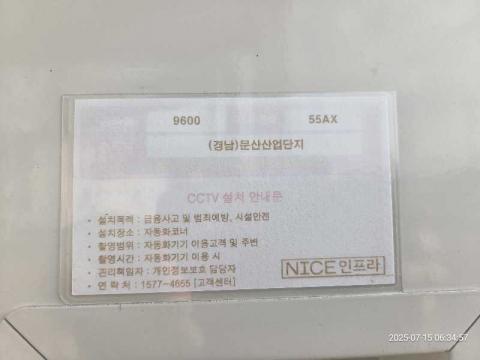 9600 55AX
(경남)문산산업단지
CCTV 설치 안내문
• 설치목적 : 금융사고 및 범죄예방, 시설안전
• 설치장소 : 자동화코너
• 촬영범위 : 자동화기기 이용고객 및 주변
• 촬영시간 : 자동화기기 이용 시
• 관리책임자 : 개인정보보호 담당자
• 연 락 처 : 1577-4655 [고객센터]
NICE인프라
2025-07-15 06:34:57